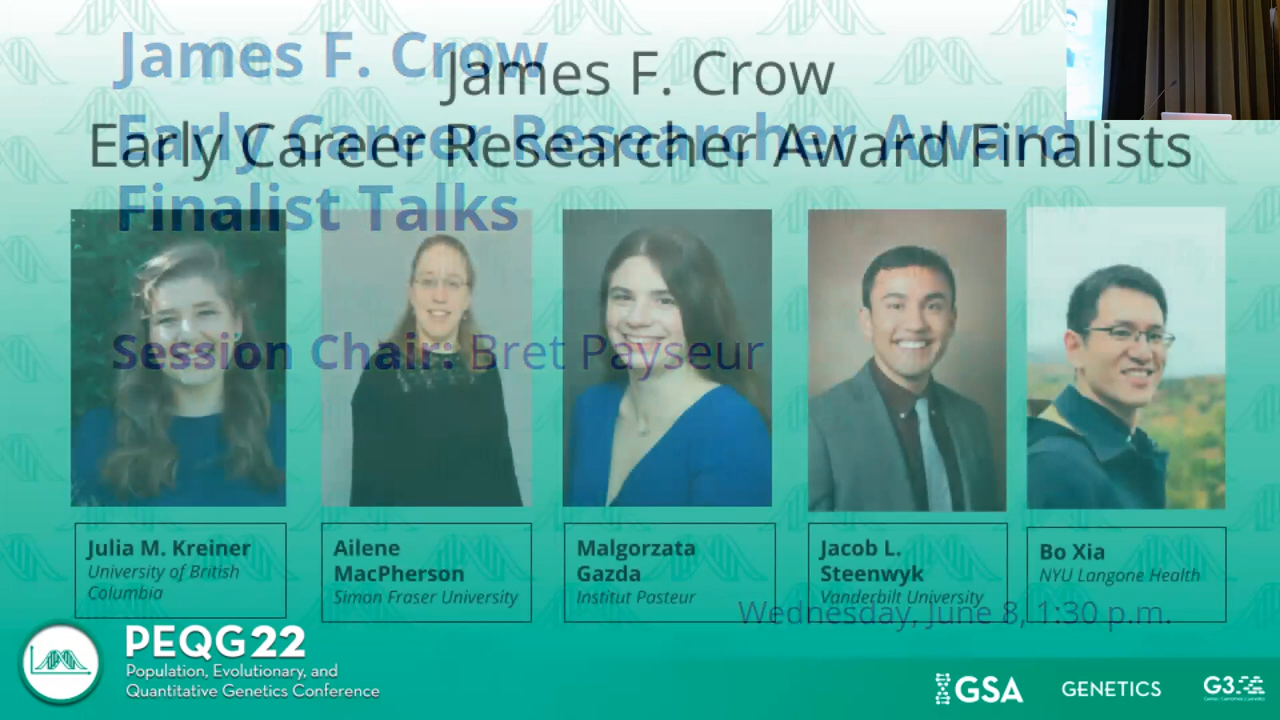 James F. Crow
Early Career Researcher Award
Finalist Talks
Session Chair: Bret Payseur
Wednesday, June 8, 1:30 p.m.
James F. Crow
Early Career Researcher Award Finalists
Julia M. Kreiner
University of British
Columbia
Ailene
MacPherson
Simon Fraser University
Malgorzata
Gazda
Institut Pasteur
Jacob L.
Steenwyk
Vanderbilt University
Bo Xia
NYU Langone Health
PEQG22
Population, Evolutionary, and
Quantitative Genetics Conference
GSA
GENETICS
G3